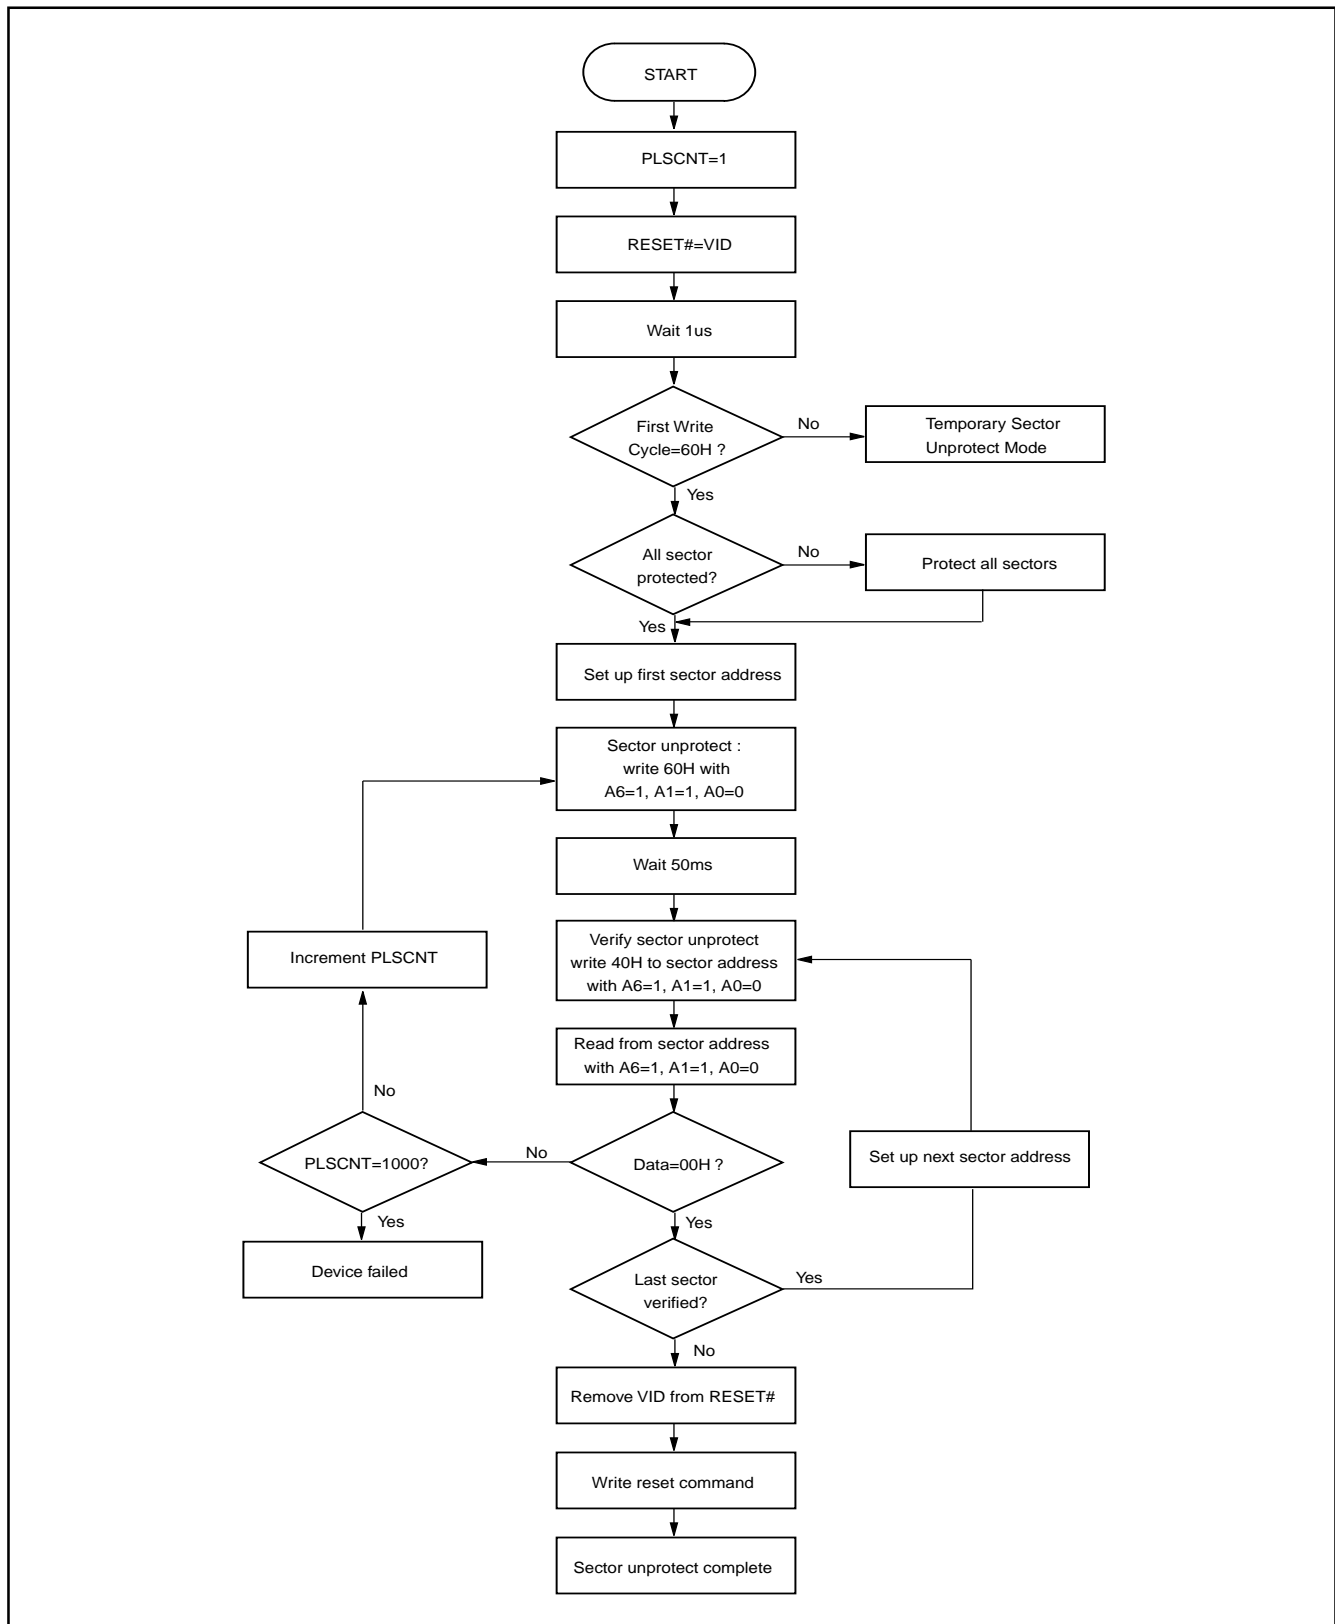 START
PLSCNT=1
RESET#=VID
Wait 1us
First Write
Cycle=60H ?
No
Temporary Sector
Unprotect Mode
Yes
All sector
protected?
No
Protect all sectors
Yes
Set up first sector address
Sector unprotect :
write 60H with
A6=1, A1=1, A0=0
Wait 50ms
Increment PLSCNT
Verify sector unprotect
write 40H to sector address
with A6=1, A1=1, A0=0
Read from sector address
with A6=1, A1=1, A0=0
No
PLSCNT=1000?
No
Data=00H ?
Set up next sector address
Yes
Yes
Device failed
Last sector
verified?
Yes
No
Remove VID from RESET#
Write reset command
Sector unprotect complete